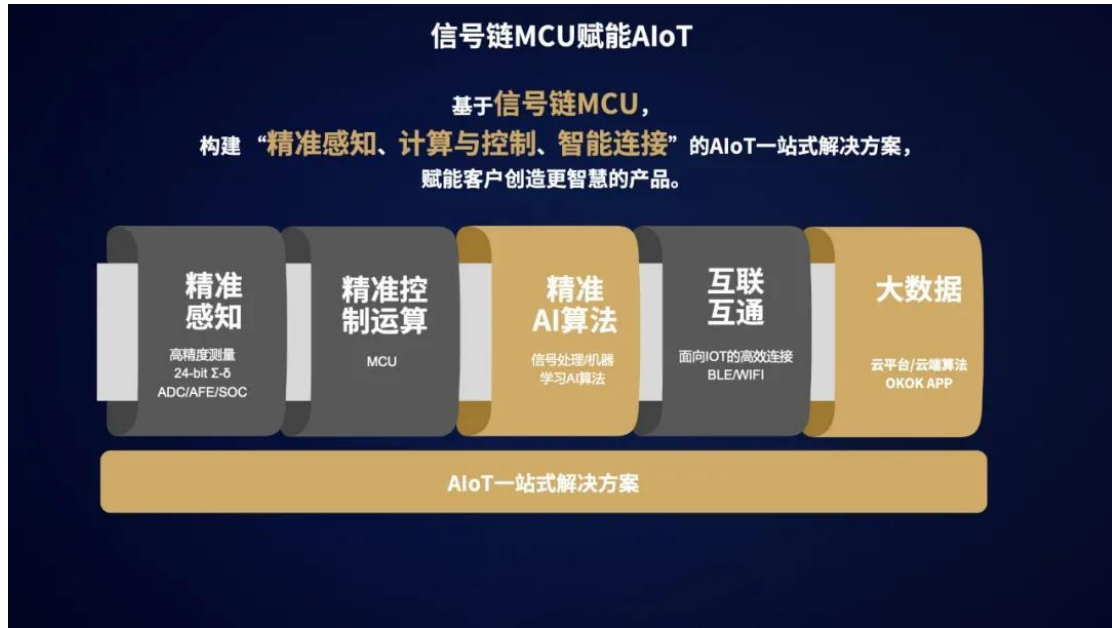 信号链MCU赋能AIoT
基于信号链MCU，
构建“精准感知、计算与控制、智能连接”的AIoT一站式解决方案，
赋能客户创造更智慧的产品。
精准
感知
高精度测量
24-bit Σ-δ
ADC/AFE/SOC
精准控
制运算
MCU
精准
AI算法
信号处理/机器
学习AI算法
互联
互通
面向IOT的高效连接
BLE/WIFI
大数据
云平台/云端算法
OKOK APP
AIoT一站式解决方案